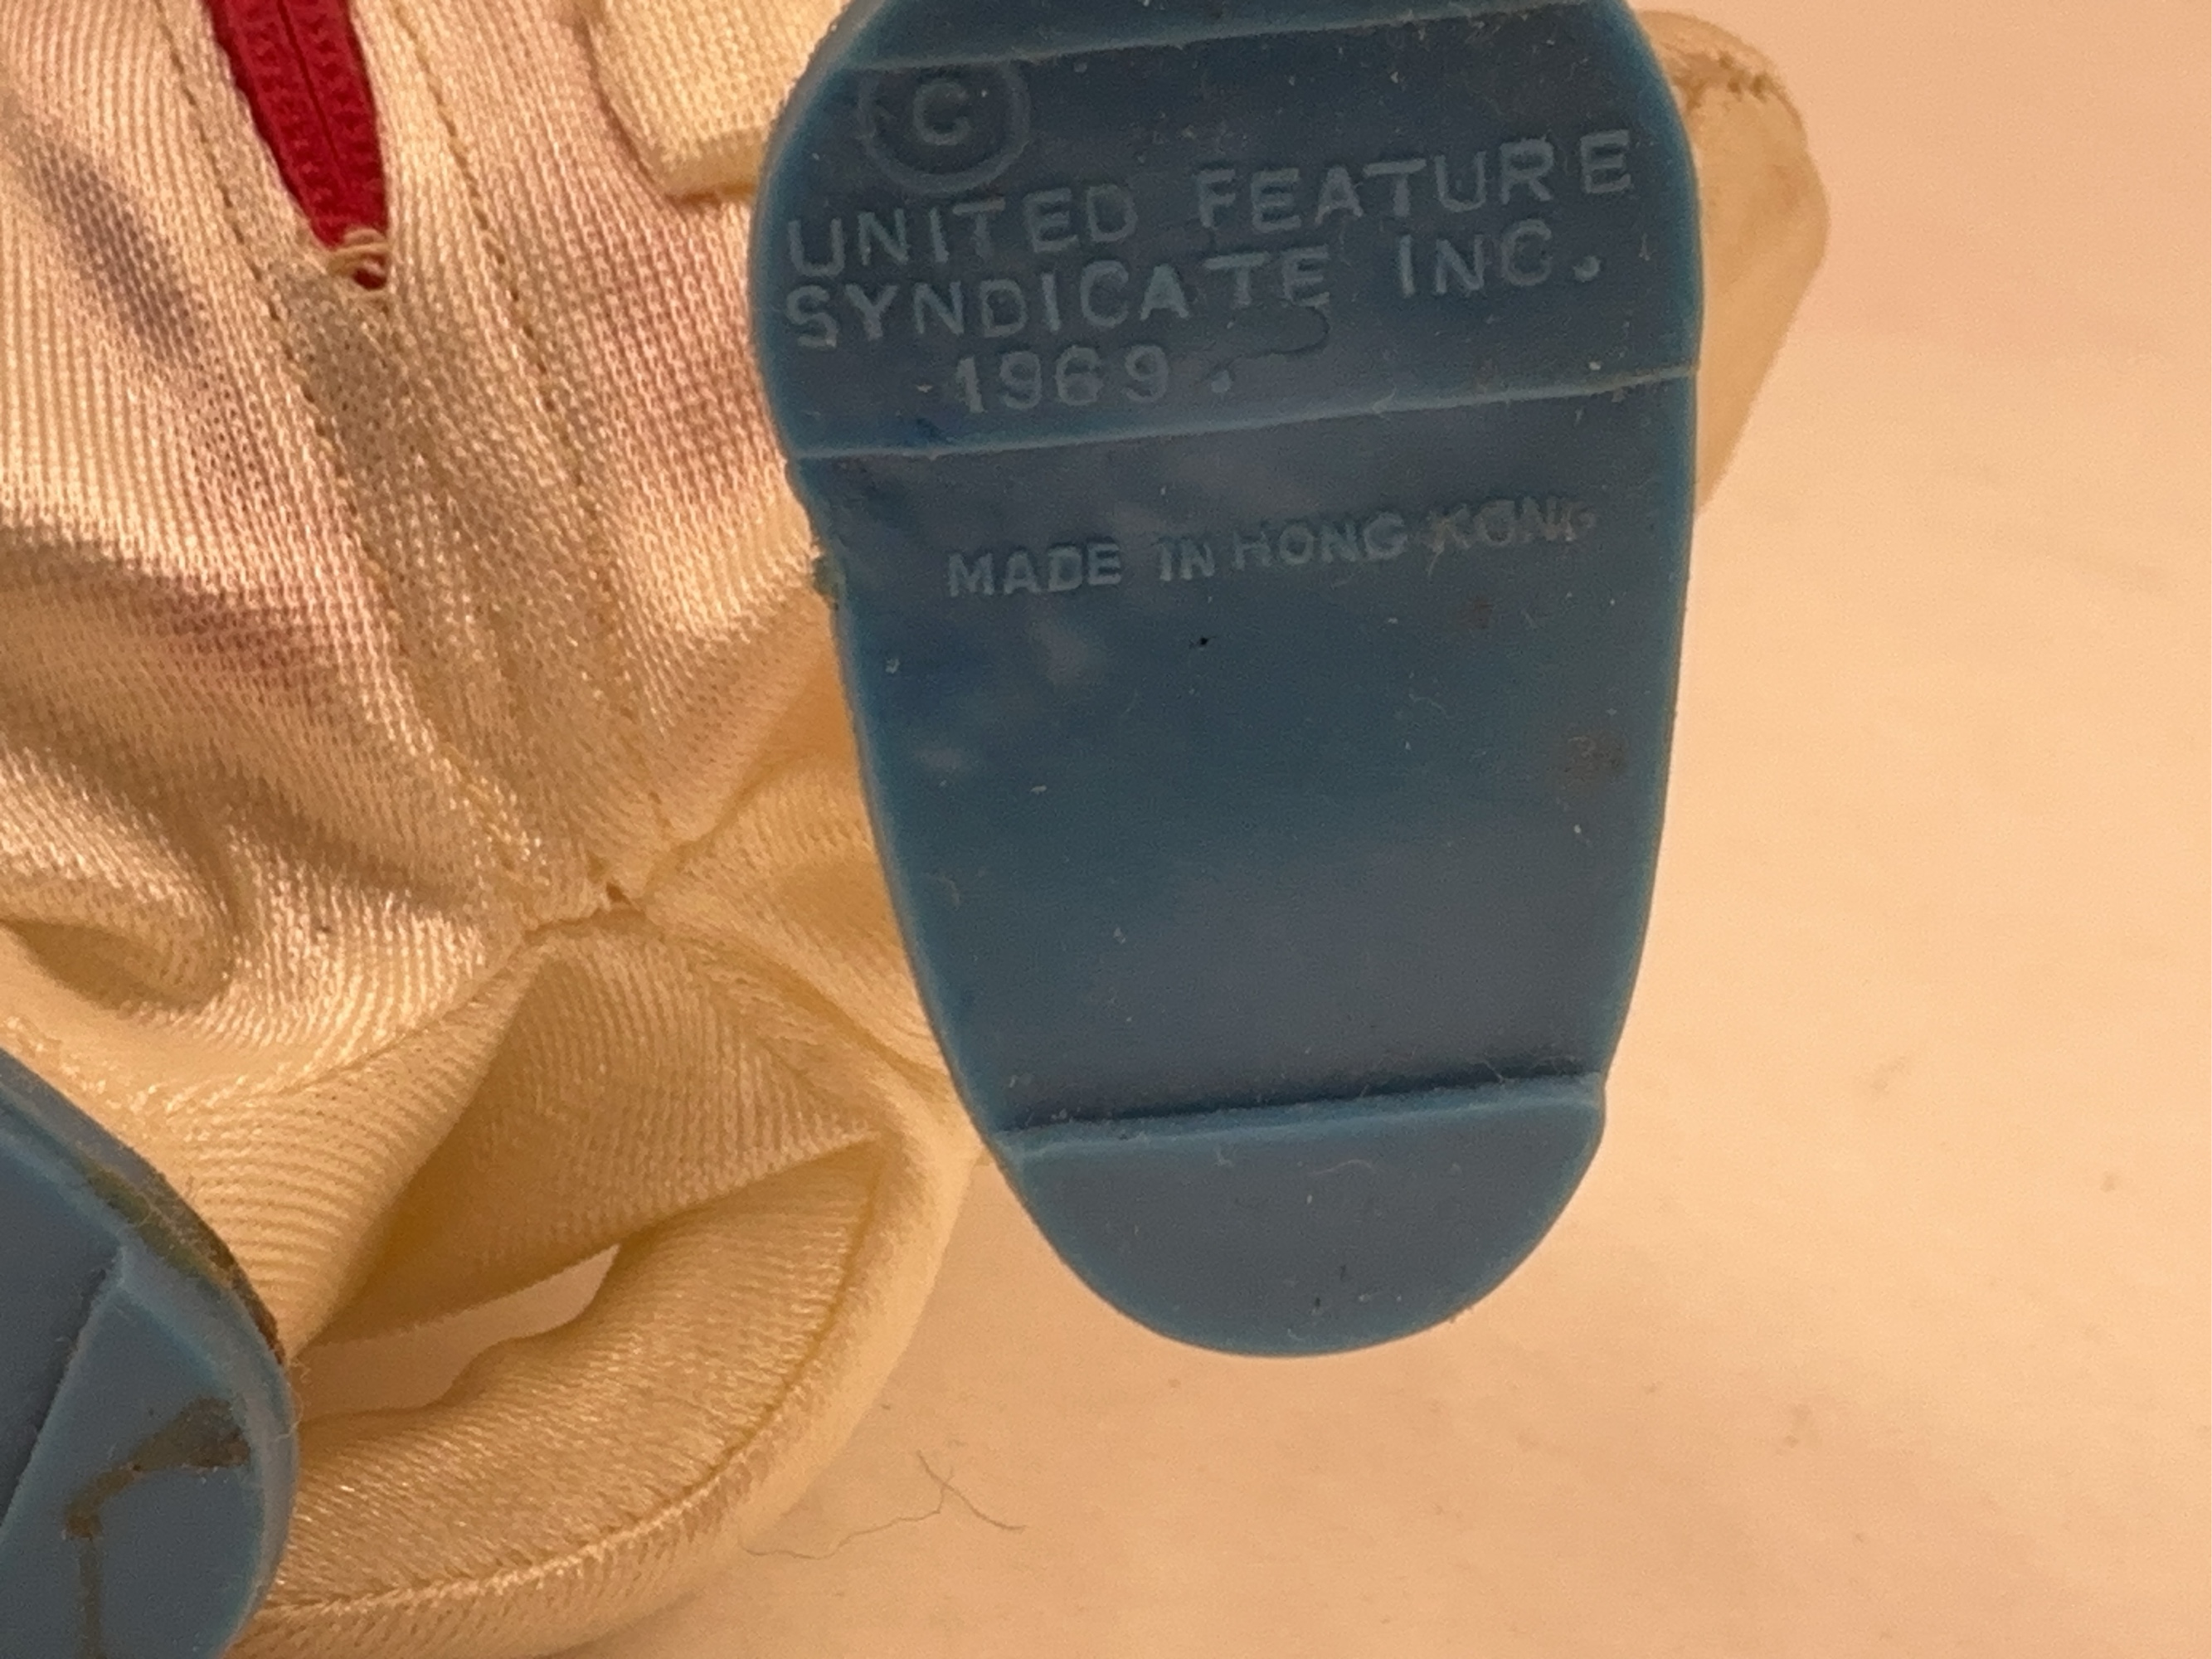 ©
UNITED FEATURE
SYNDICATE INC.
1969.
MADE IN HONG KONG